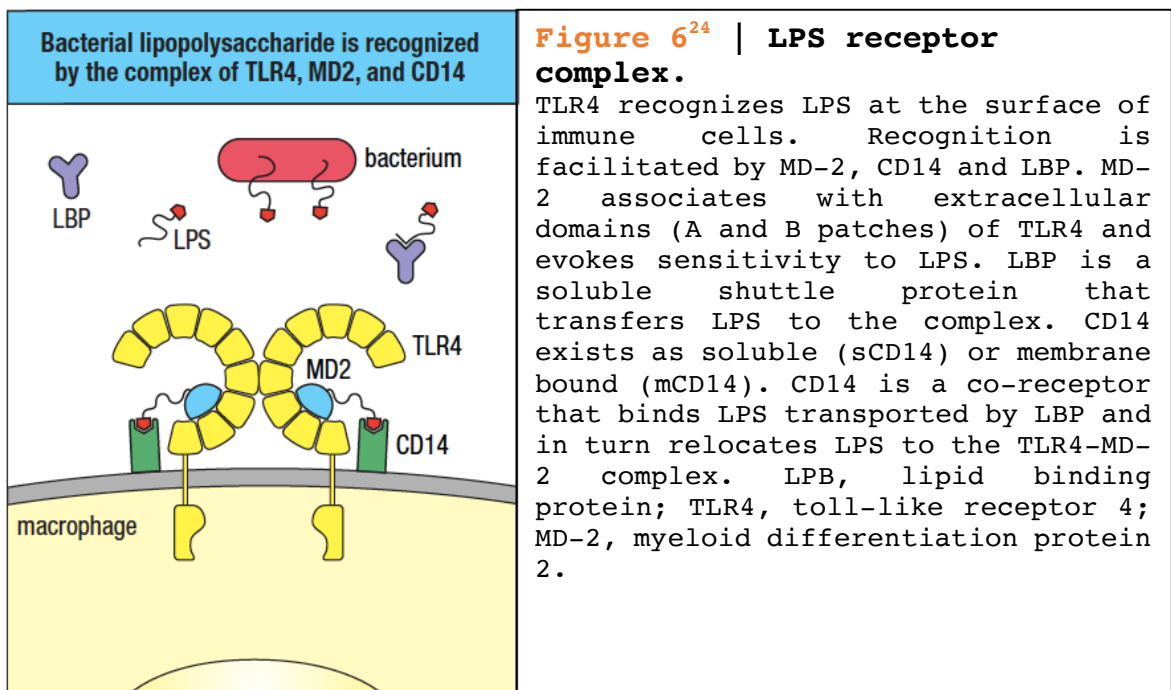 Bacterial lipopolysaccharide is recognized
by the complex of TLR4, MD2, and CD14
LBP
LPS
bacterium
TLR4
MD2
CD14
macrophage
Figure 6²⁴ | LPS receptor
complex.
TLR4 recognizes LPS at the surface of
immune cells. Recognition is
facilitated by MD-2, CD14 and LBP. MD-
2 associates with extracellular
domains (A and B patches) of TLR4 and
evokes sensitivity to LPS. LBP is a
soluble shuttle protein that
transfers LPS to the complex. CD14
exists as soluble (sCD14) or membrane
bound (mCD14). CD14 is a co-receptor
that binds LPS transported by LBP and
in turn relocates LPS to the TLR4-MD-
2 complex. LPB, lipid binding
protein; TLR4, toll-like receptor 4;
MD-2, myeloid differentiation protein
2.